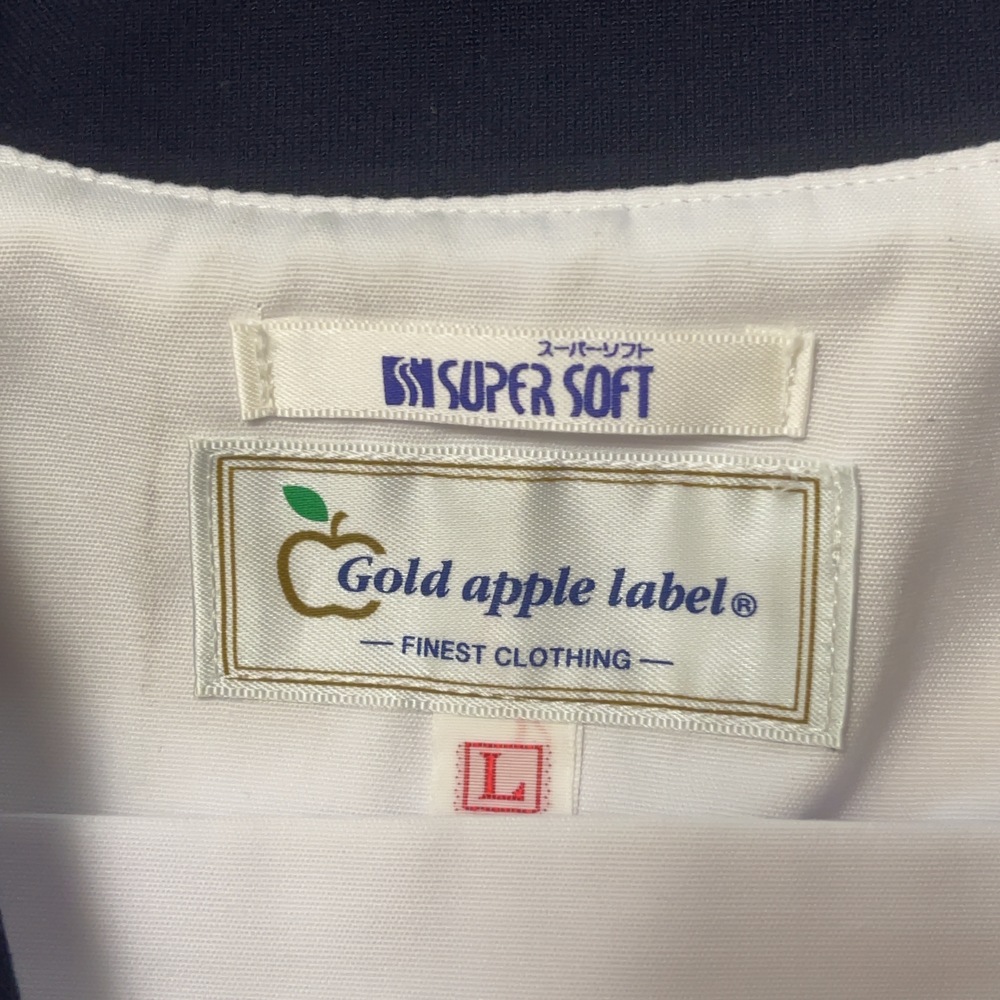 スーパーソフト
SUPER SOFT
Gold apple label®
— FINEST CLOTHING —
L